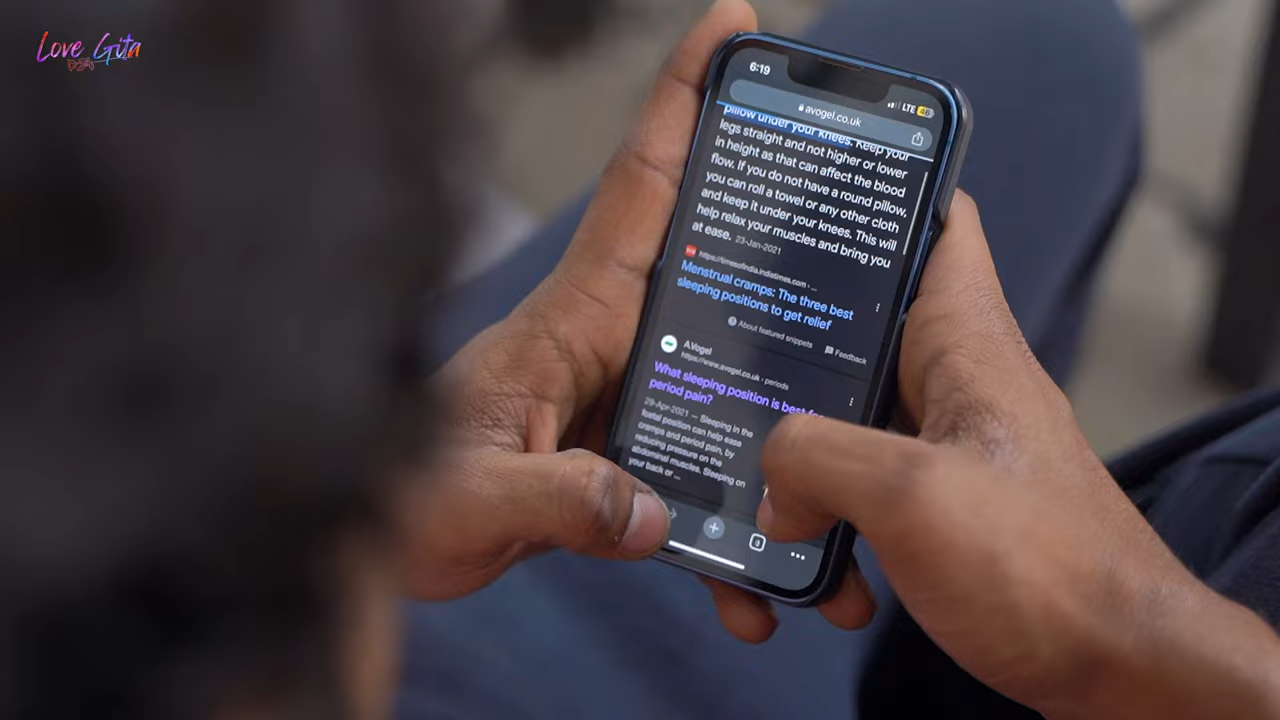 Love Gita
6:19
LTE 46
avogel.co.uk
pillow under your knees. Keep your
legs straight and not higher or lower
in height as that can affect the blood
flow. If you do not have a round pillow,
you can roll a towel or any other cloth
and keep it under your knees. This will
help relax your muscles and bring you
at ease. 23-Jan-2021
https://timesofindia.indiatimes.com › ...
Menstrual cramps: The three best
sleeping positions to get relief
About featured snippets
Feedback
A.Vogel
https://www.avogel.co.uk › periods
What sleeping position is best for
period pain?
29-Apr-2021 — Sleeping in the
foetal position can help ease
cramps and period pain, by
reducing pressure on the
abdominal muscles. Sleeping on
your back or ...